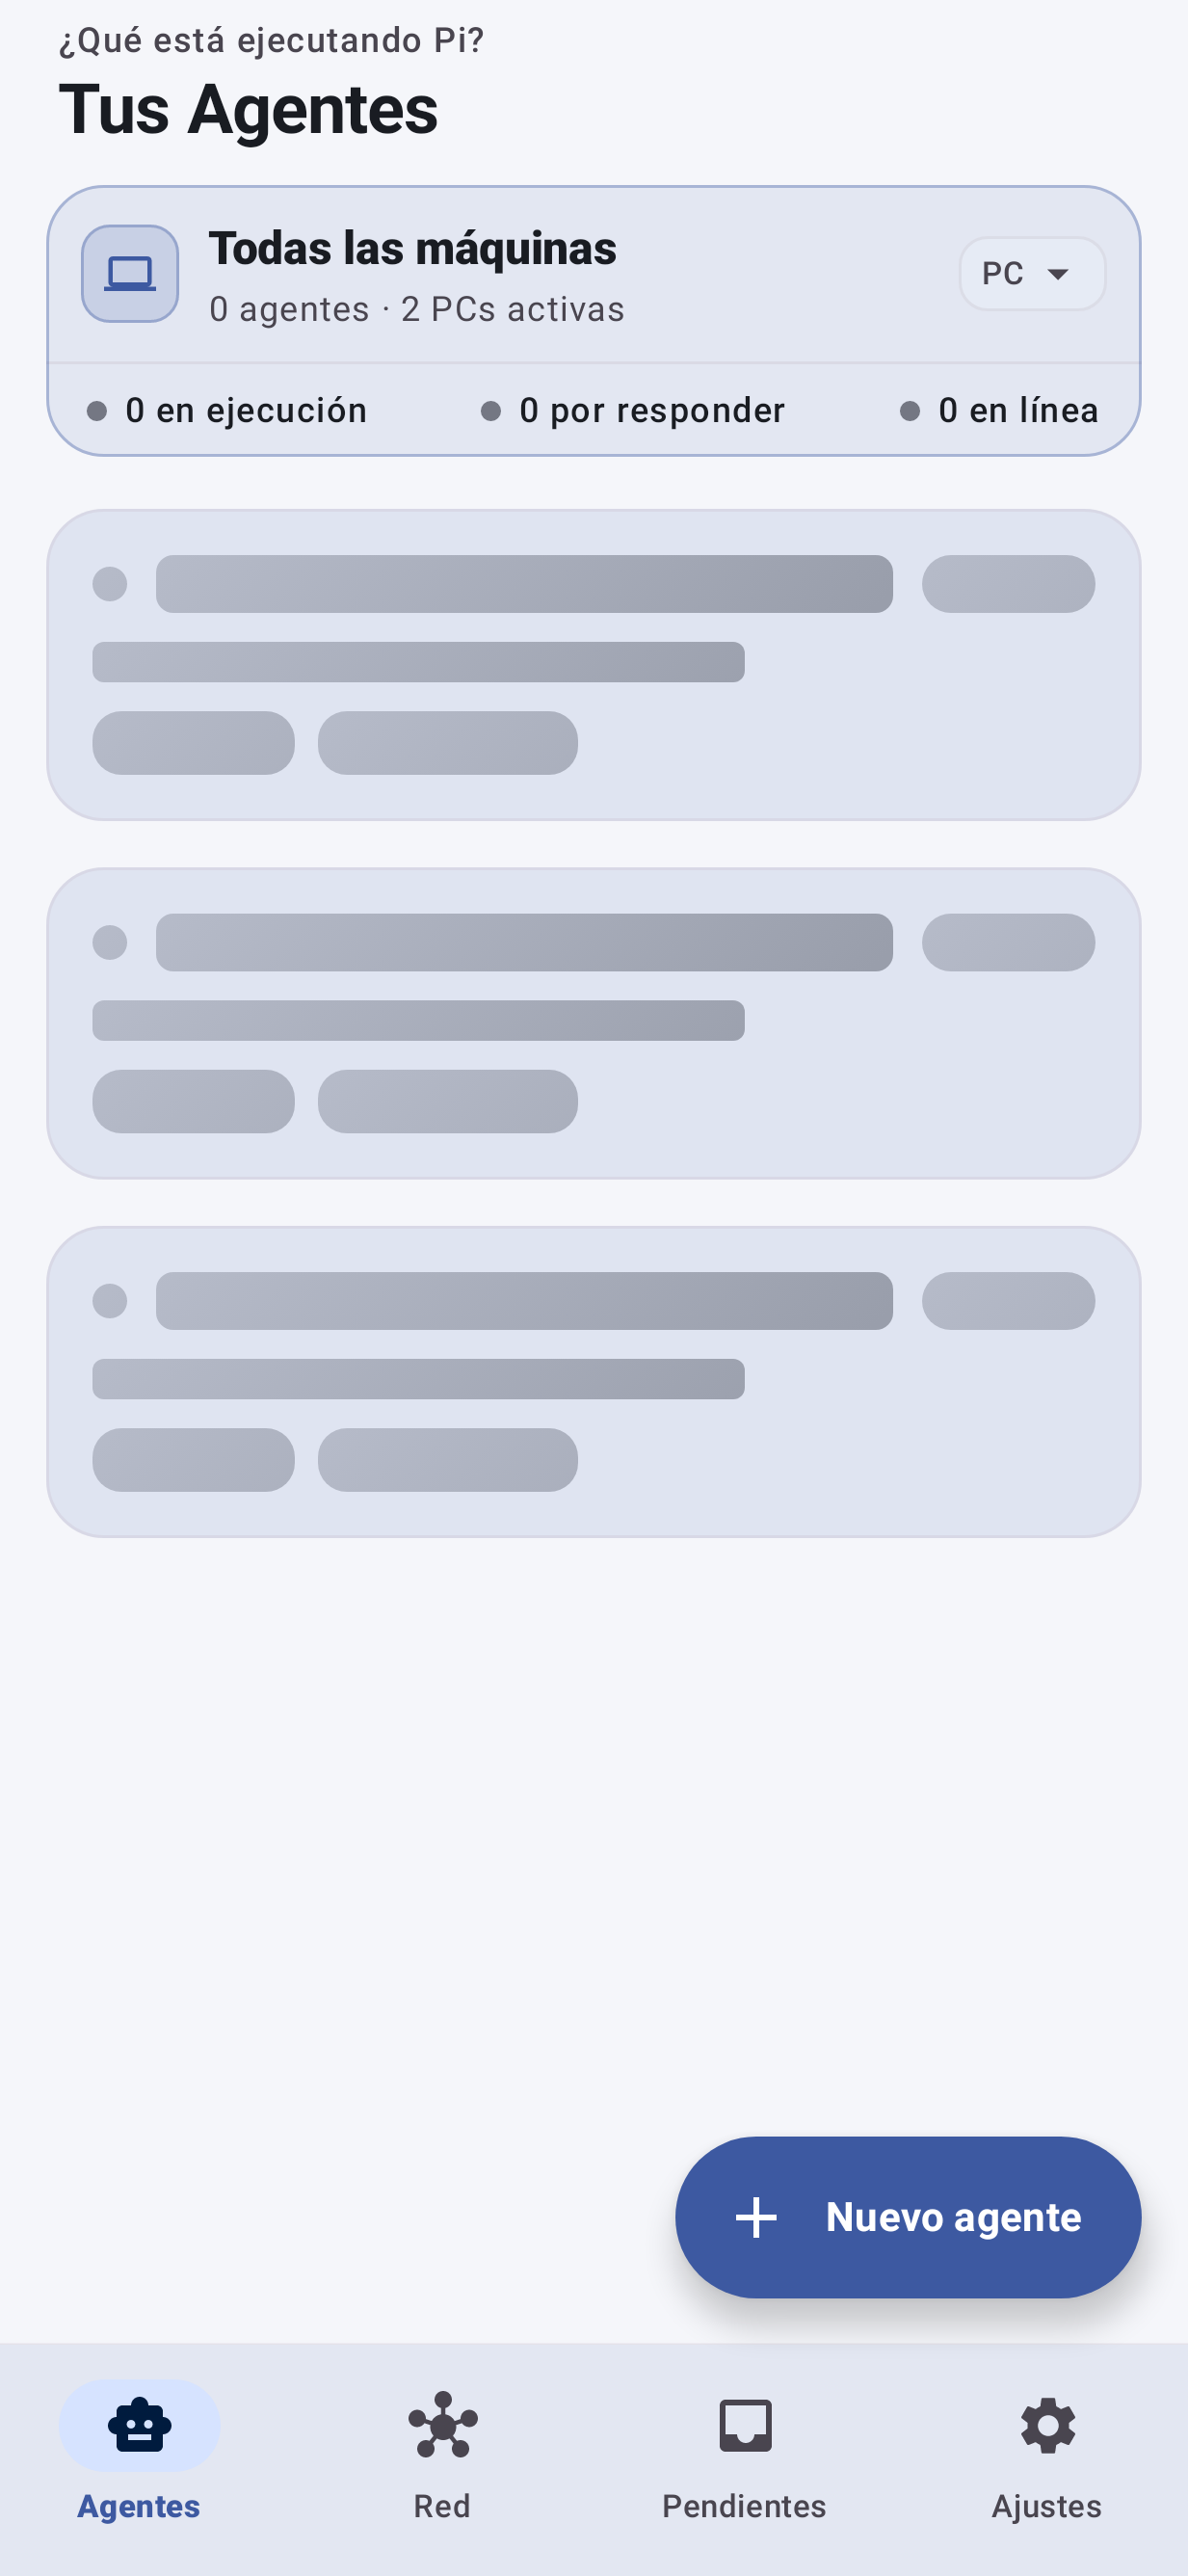 ¿Qué está ejecutando Pi?
Tus Agentes
Todas las máquinas
0 agentes · 2 PCs activas
PC
0 en ejecución
0 por responder
0 en línea
Nuevo agente
Agentes
Red
Pendientes
Ajustes